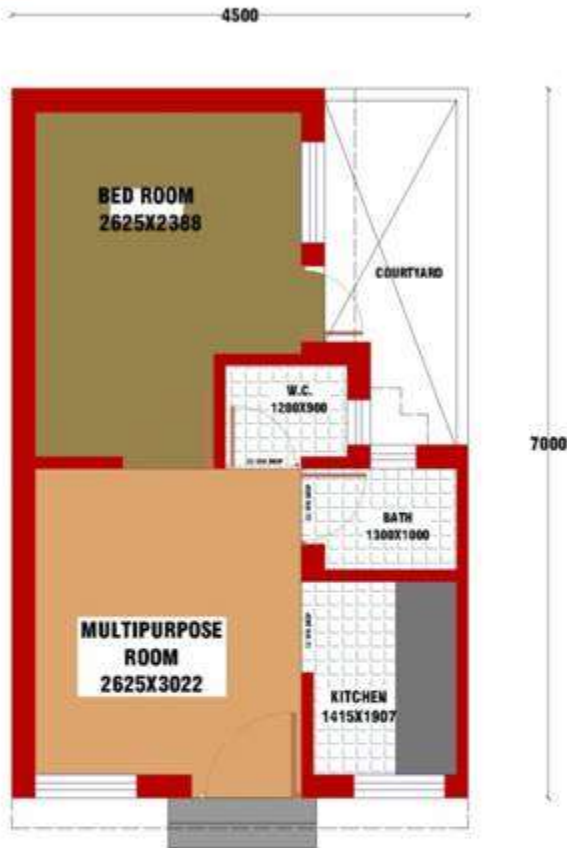 4500
BED ROOM
2625X2388
COURTYARD
W.C.
1200X900
7000
BATH
1300X1000
MULTIPURPOSE
ROOM
2625X3022
KITCHEN
1415X1907